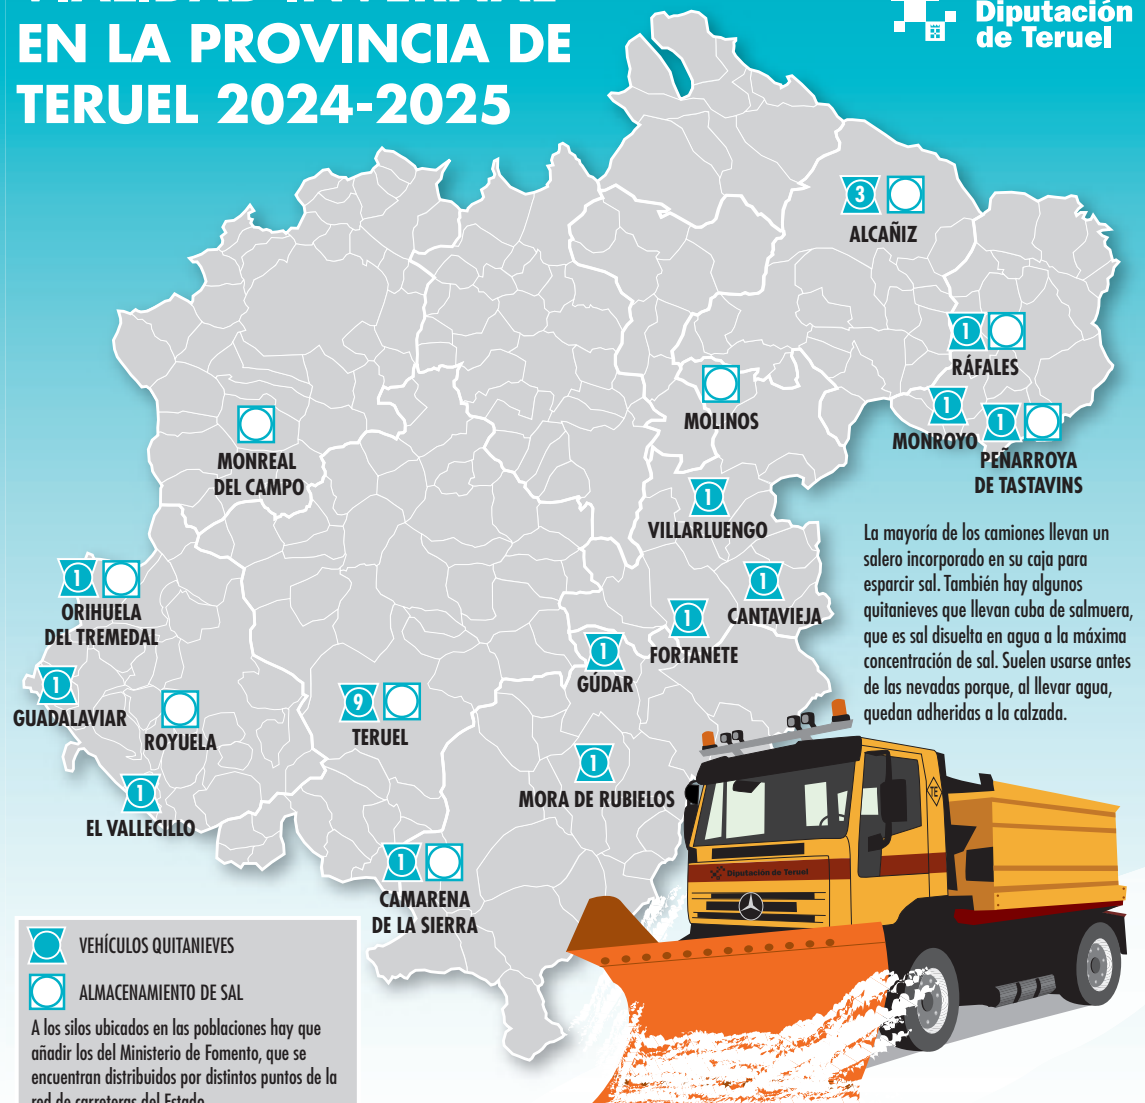 VIALIDAD INVERNAL
EN LA PROVINCIA DE
TERUEL 2024-2025
Diputación
de Teruel
3
ALCAÑIZ
1
RÁFALES
1
MONROYO
1
PEÑARROYA
DE TASTAVINS
MOLINOS
MONREAL
DEL CAMPO
1
VILLARLUENGO
1
CANTAVIEJA
1
FORTANETE
1
GÚDAR
1
ORIHUELA
DEL TREMEDAL
1
GUADALAVIAR
ROYUELA
9
TERUEL
1
EL VALLECILLO
1
MORA DE RUBIELOS
1
CAMARENA
DE LA SIERRA
La mayoría de los camiones llevan un
salero incorporado en su caja para
esparcir sal. También hay algunos
quitanieves que llevan cuba de salmuera,
que es sal disuelta en agua a la máxima
concentración de sal. Suelen usarse antes
de las nevadas porque, al llevar agua,
quedan adheridas a la calzada.
TE
Diputación de Teruel
VEHÍCULOS QUITANIEVES
ALMACENAMIENTO DE SAL
A los silos ubicados en las poblaciones hay que
añadir los del Ministerio de Fomento, que se
encuentran distribuidos por distintos puntos de la
red de carreteras del Estado